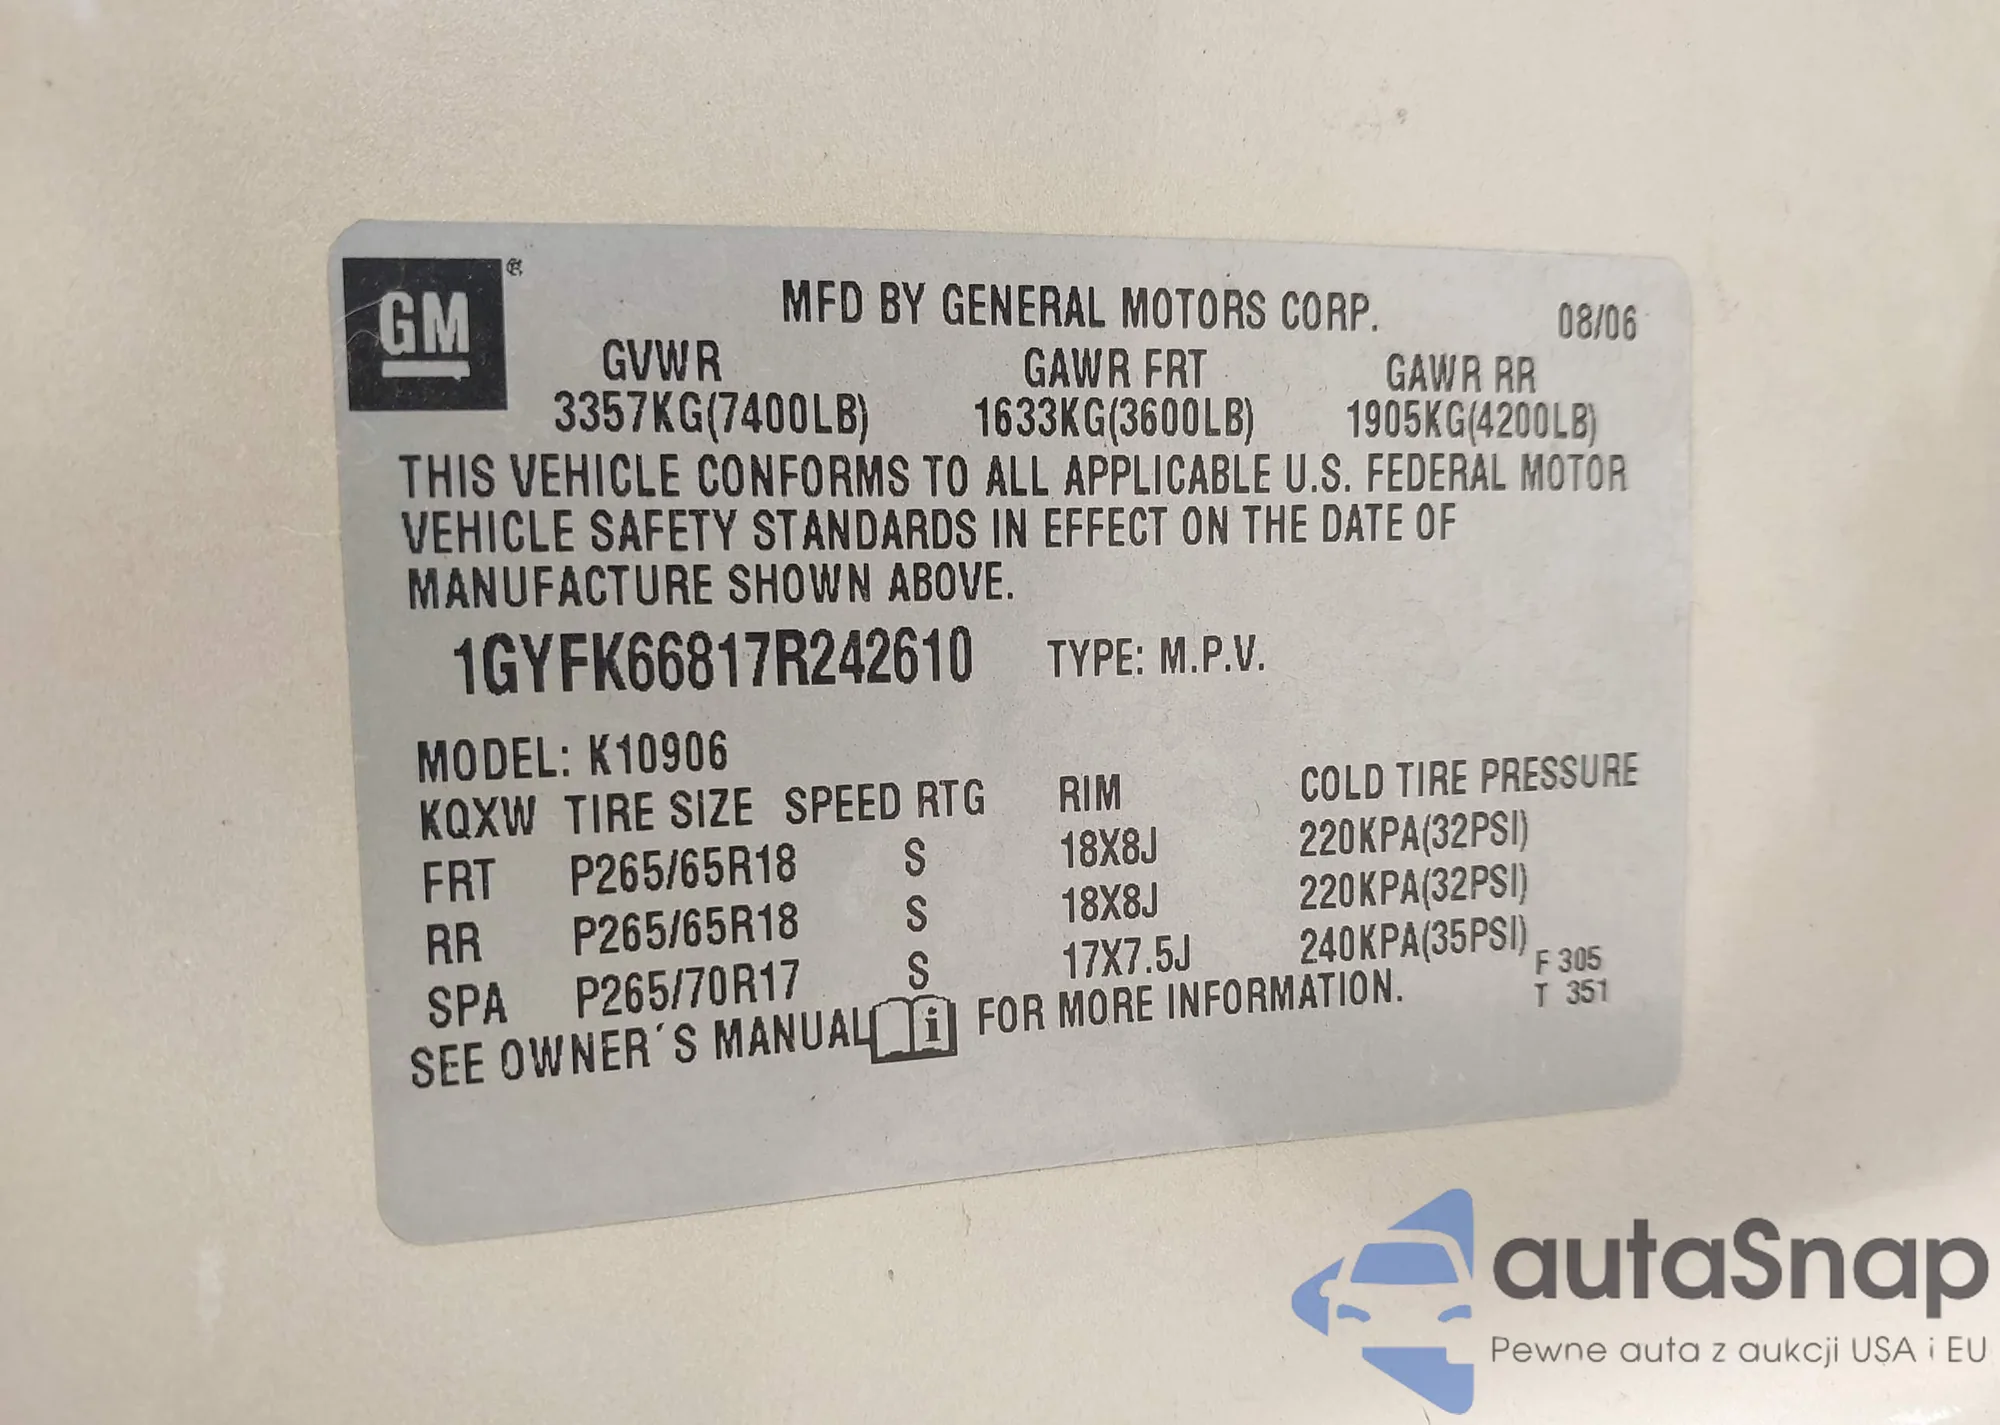 GM
MFD BY GENERAL MOTORS CORP. 08/06
GVWR GAWR FRT GAWR RR
3357KG(7400LB) 1633KG(3600LB) 1905KG(4200LB)
THIS VEHICLE CONFORMS TO ALL APPLICABLE U.S. FEDERAL MOTOR
VEHICLE SAFETY STANDARDS IN EFFECT ON THE DATE OF
MANUFACTURE SHOWN ABOVE.
1GYFK66817R242610 TYPE: M.P.V.
MODEL: K10906
KQXW TIRE SIZE SPEED RTG RIM COLD TIRE PRESSURE
FRT P265/65R18 S 18X8J 220KPA(32PSI)
RR P265/65R18 S 18X8J 220KPA(32PSI)
SPA P265/70R17 S 17X7.5J 240KPA(35PSI)
SEE OWNER´S MANUAL i FOR MORE INFORMATION.
F 305
T 351
autaSnap
Pewne auta z aukcji USA i EU